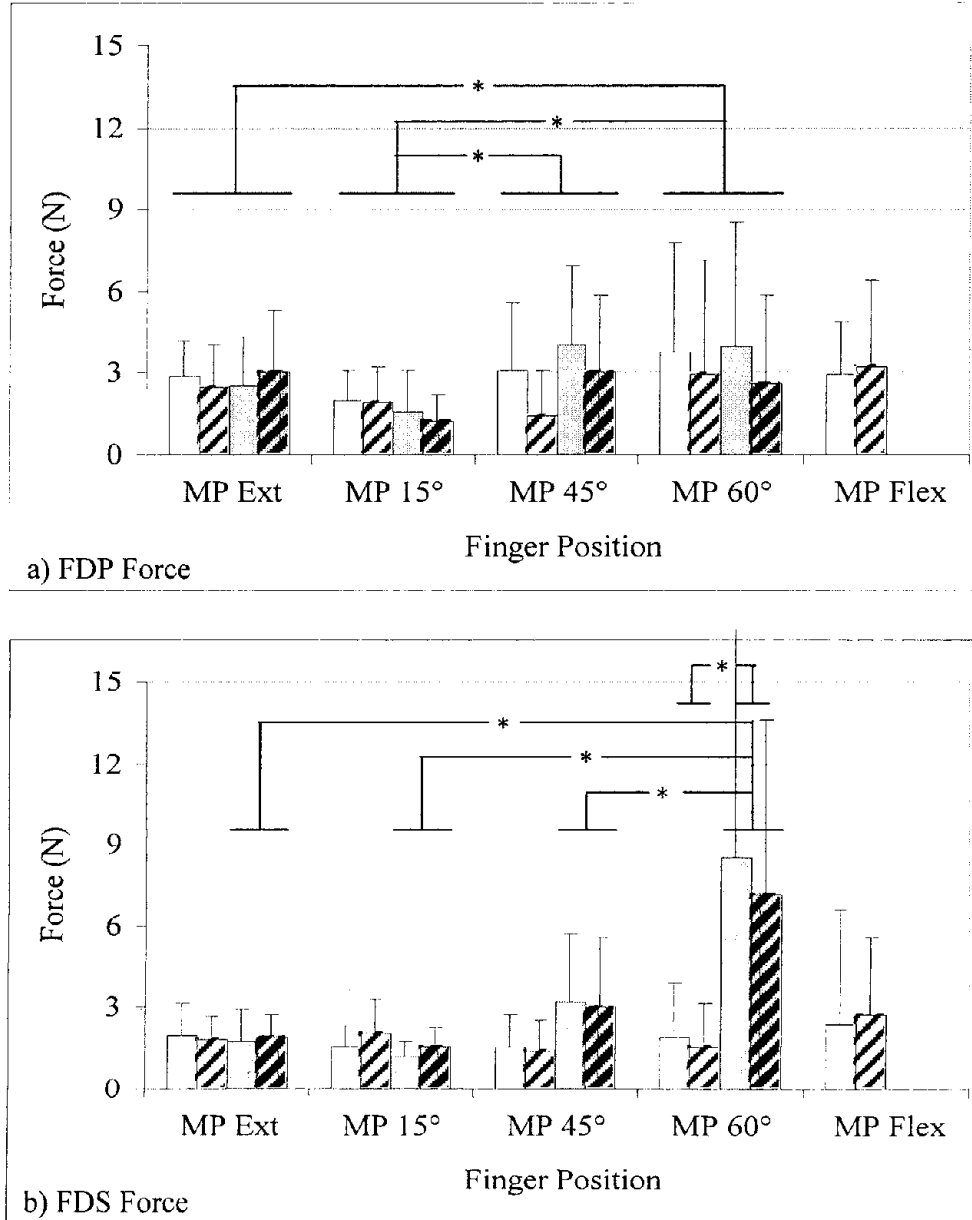 15
12
9
6
3
0
Force (N)
*
*
*
MP Ext MP 15° MP 45° MP 60° MP Flex
Finger Position
a) FDP Force
15
12
9
6
3
0
Force (N)
*
*
*
*
MP Ext MP 15° MP 45° MP 60° MP Flex
Finger Position
b) FDS Force